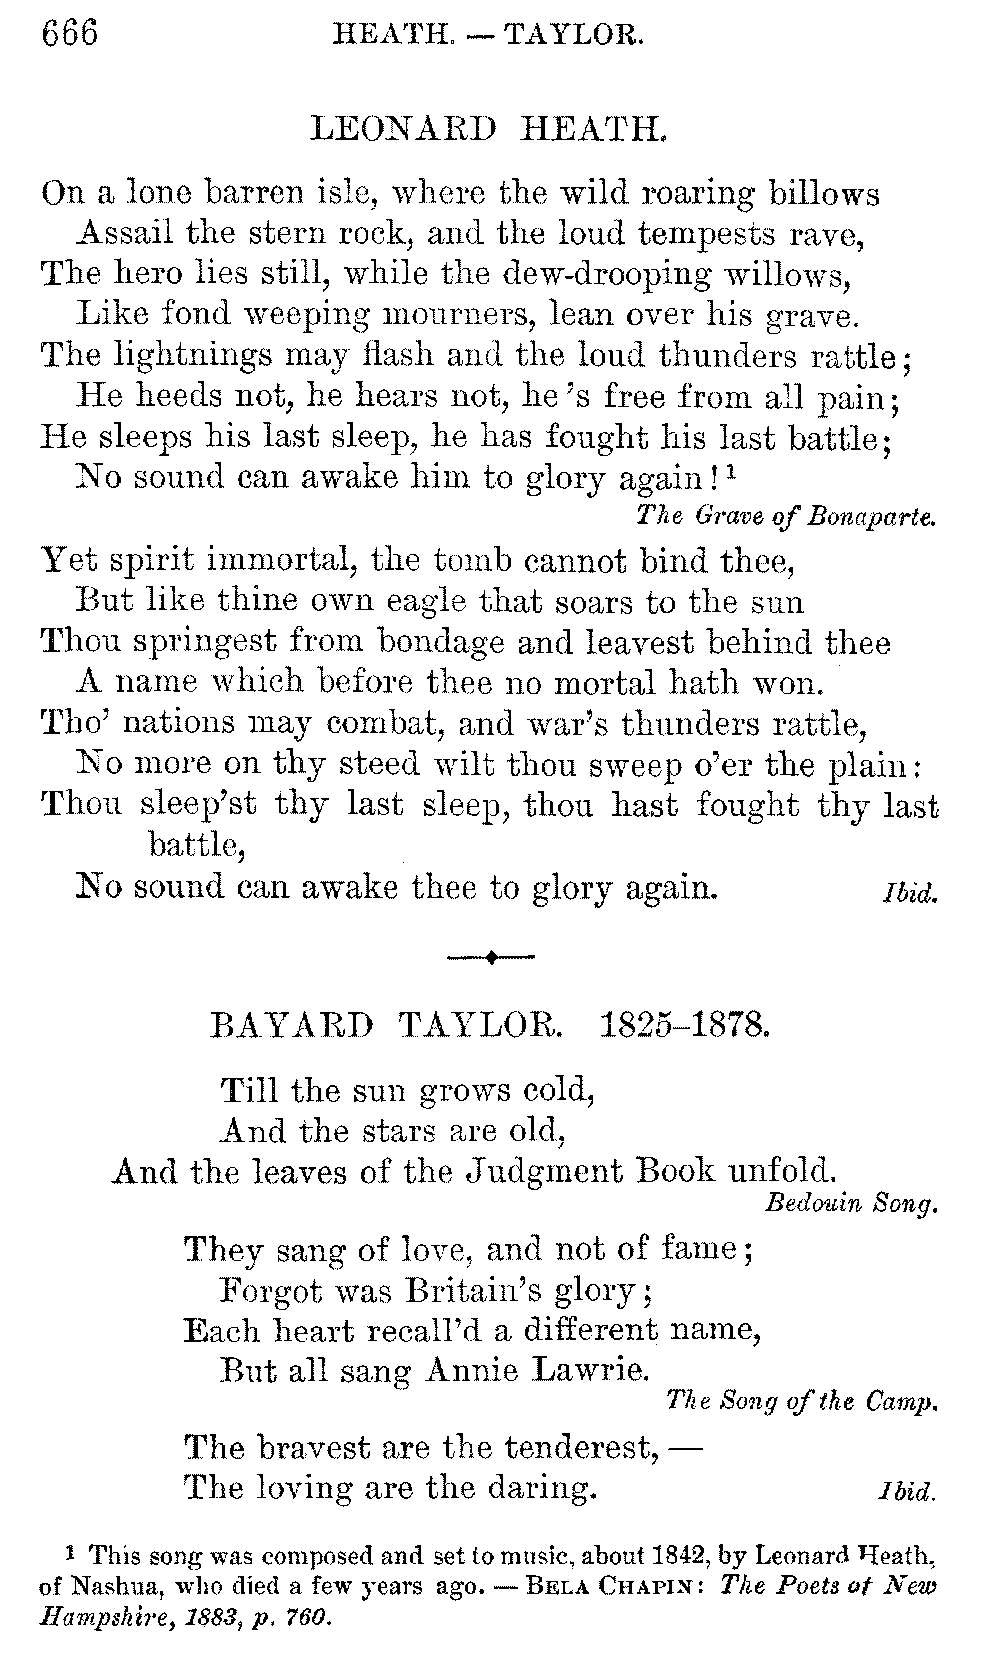 666 HEATH. — TAYLOR.
LEONARD HEATH.
On a lone barren isle, where the wild roaring billows
Assail the stern rock, and the loud tempests rave,
The hero lies still, while the dew-drooping willows,
Like fond weeping mourners, lean over his grave.
The lightnings may flash and the loud thunders rattle;
He heeds not, he hears not, he 's free from all pain;
He sleeps his last sleep, he has fought his last battle;
No sound can awake him to glory again!¹
The Grave of Bonaparte.
Yet spirit immortal, the tomb cannot bind thee,
But like thine own eagle that soars to the sun
Thou springest from bondage and leavest behind thee
A name which before thee no mortal hath won.
Tho' nations may combat, and war's thunders rattle,
No more on thy steed wilt thou sweep o'er the plain:
Thou sleep'st thy last sleep, thou hast fought thy last
battle,
No sound can awake thee to glory again. Ibid.
BAYARD TAYLOR. 1825–1878.
Till the sun grows cold,
And the stars are old,
And the leaves of the Judgment Book unfold.
Bedouin Song.
They sang of love, and not of fame;
Forgot was Britain's glory;
Each heart recall'd a different name,
But all sang Annie Lawrie.
The Song of the Camp.
The bravest are the tenderest, —
The loving are the daring. Ibid.
¹ This song was composed and set to music, about 1842, by Leonard Heath,
of Nashua, who died a few years ago. — BELA CHAPIN: The Poets of New
Hampshire, 1883, p. 760.